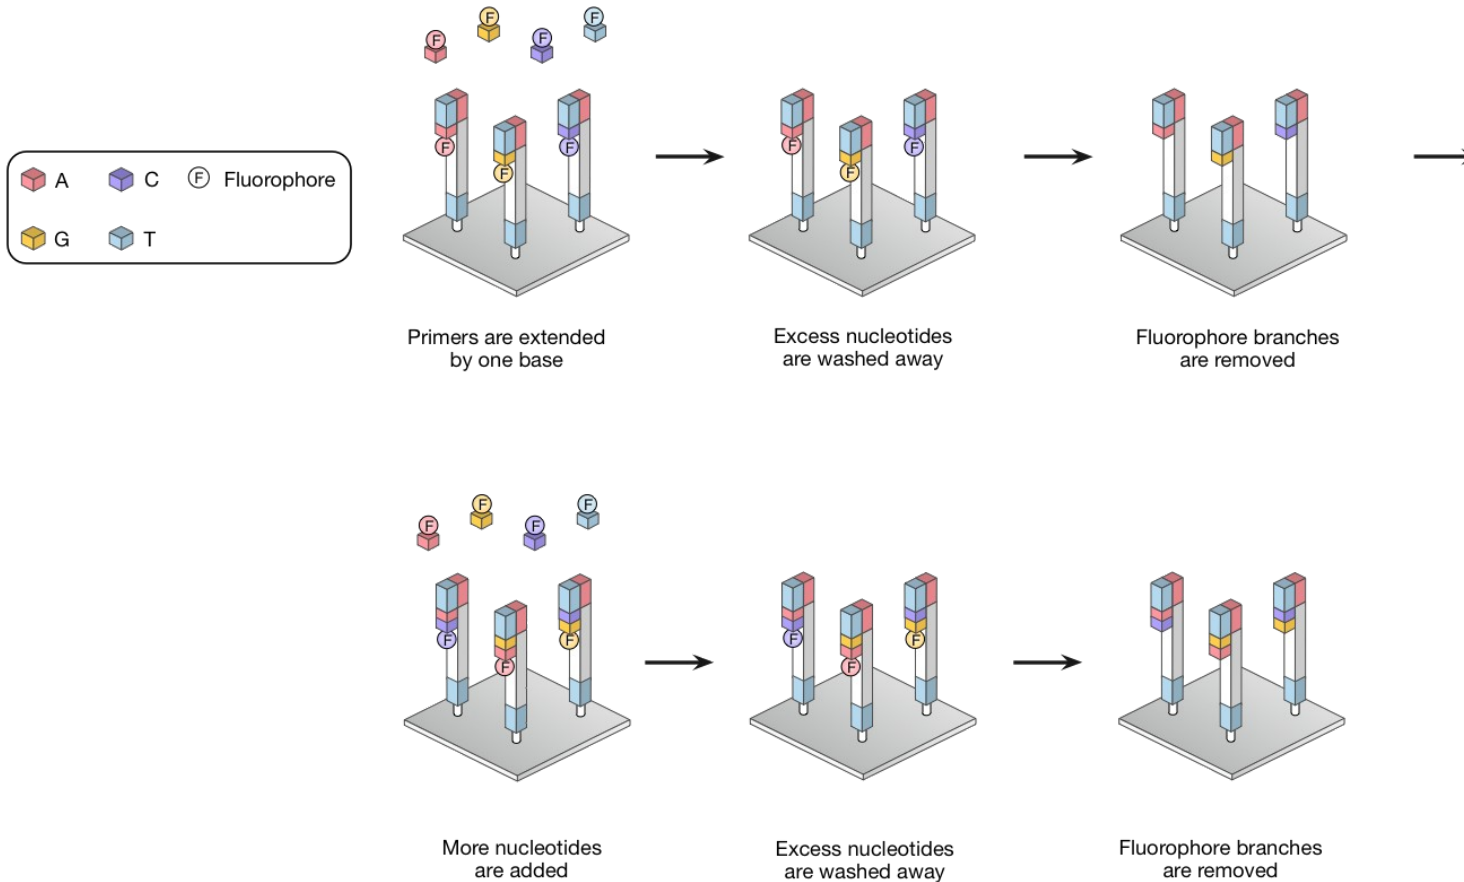 F F F F
F F F
F F F
A C F Fluorophore
G T
Primers are extended
by one base
Excess nucleotides
are washed away
Fluorophore branches
are removed
F F F F
F F F
F F F
More nucleotides
are added
Excess nucleotides
are washed away
Fluorophore branches
are removed